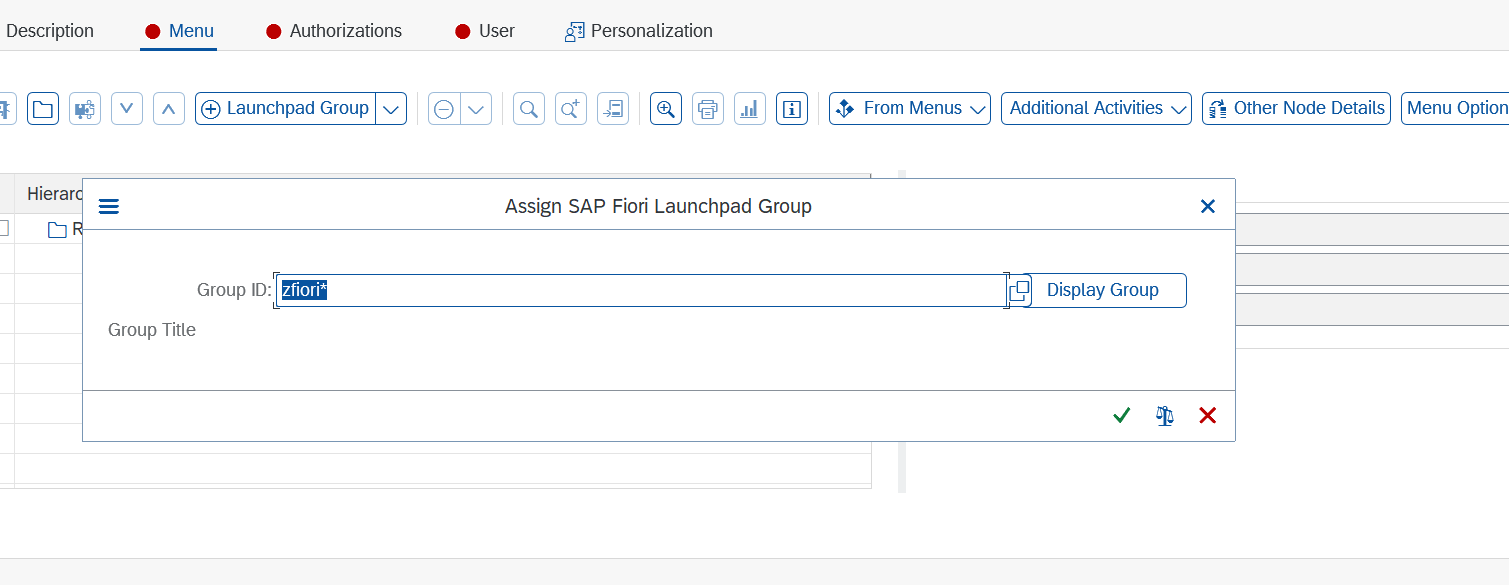 Description Menu Authorizations User Personalization
Launchpad Group From Menus Additional Activities Other Node Details Menu Option
Hierarc
Assign SAP Fiori Launchpad Group
R
Group ID: zfiori* Display Group
Group Title